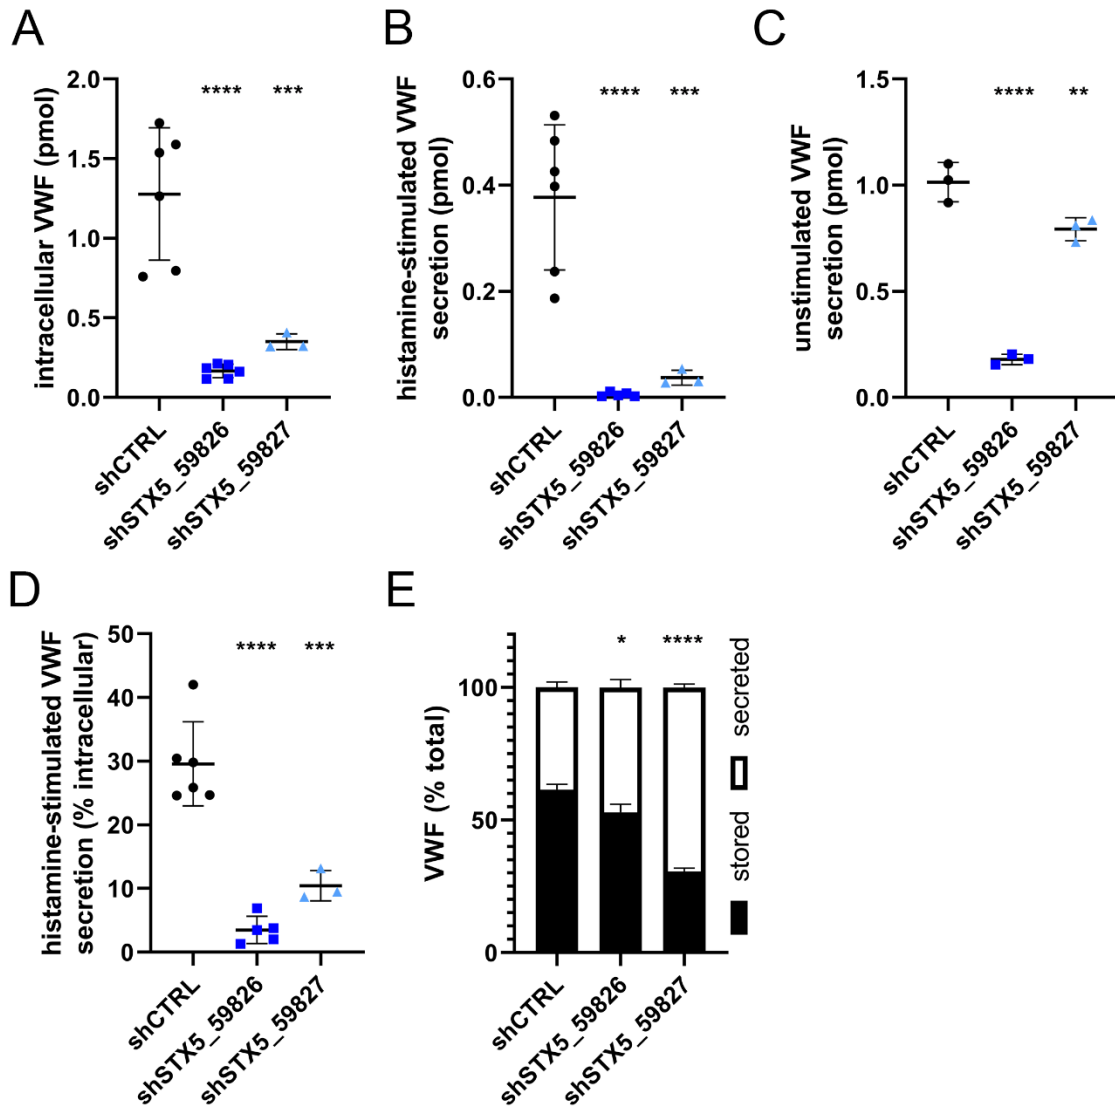 A
intracellular VWF (pmol)
2.0
1.5
1.0
0.5
0.0
**** ***
shCTRL
shSTX5_59826
shSTX5_59827
B
histamine-stimulated VWF
secretion (pmol)
0.6
0.4
0.2
0.0
**** ***
shCTRL
shSTX5_59826
shSTX5_59827
C
unstimulated VWF
secretion (pmol)
1.5
1.0
0.5
0.0
**** **
shCTRL
shSTX5_59826
shSTX5_59827
D
histamine-stimulated VWF
secretion (% intracellular)
50
40
30
20
10
0
**** ***
shCTRL
shSTX5_59826
shSTX5_59827
E
VWF (% total)
100
50
0
* ****
shCTRL
shSTX5_59826
shSTX5_59827
stored
secreted